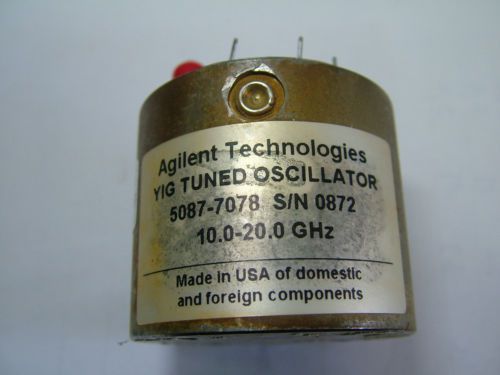 Agilent Technologies
YIG TUNED OSCILLATOR
5087-7078 S/N 0872
10.0-20.0 GHz
Made in USA of domestic
and foreign components